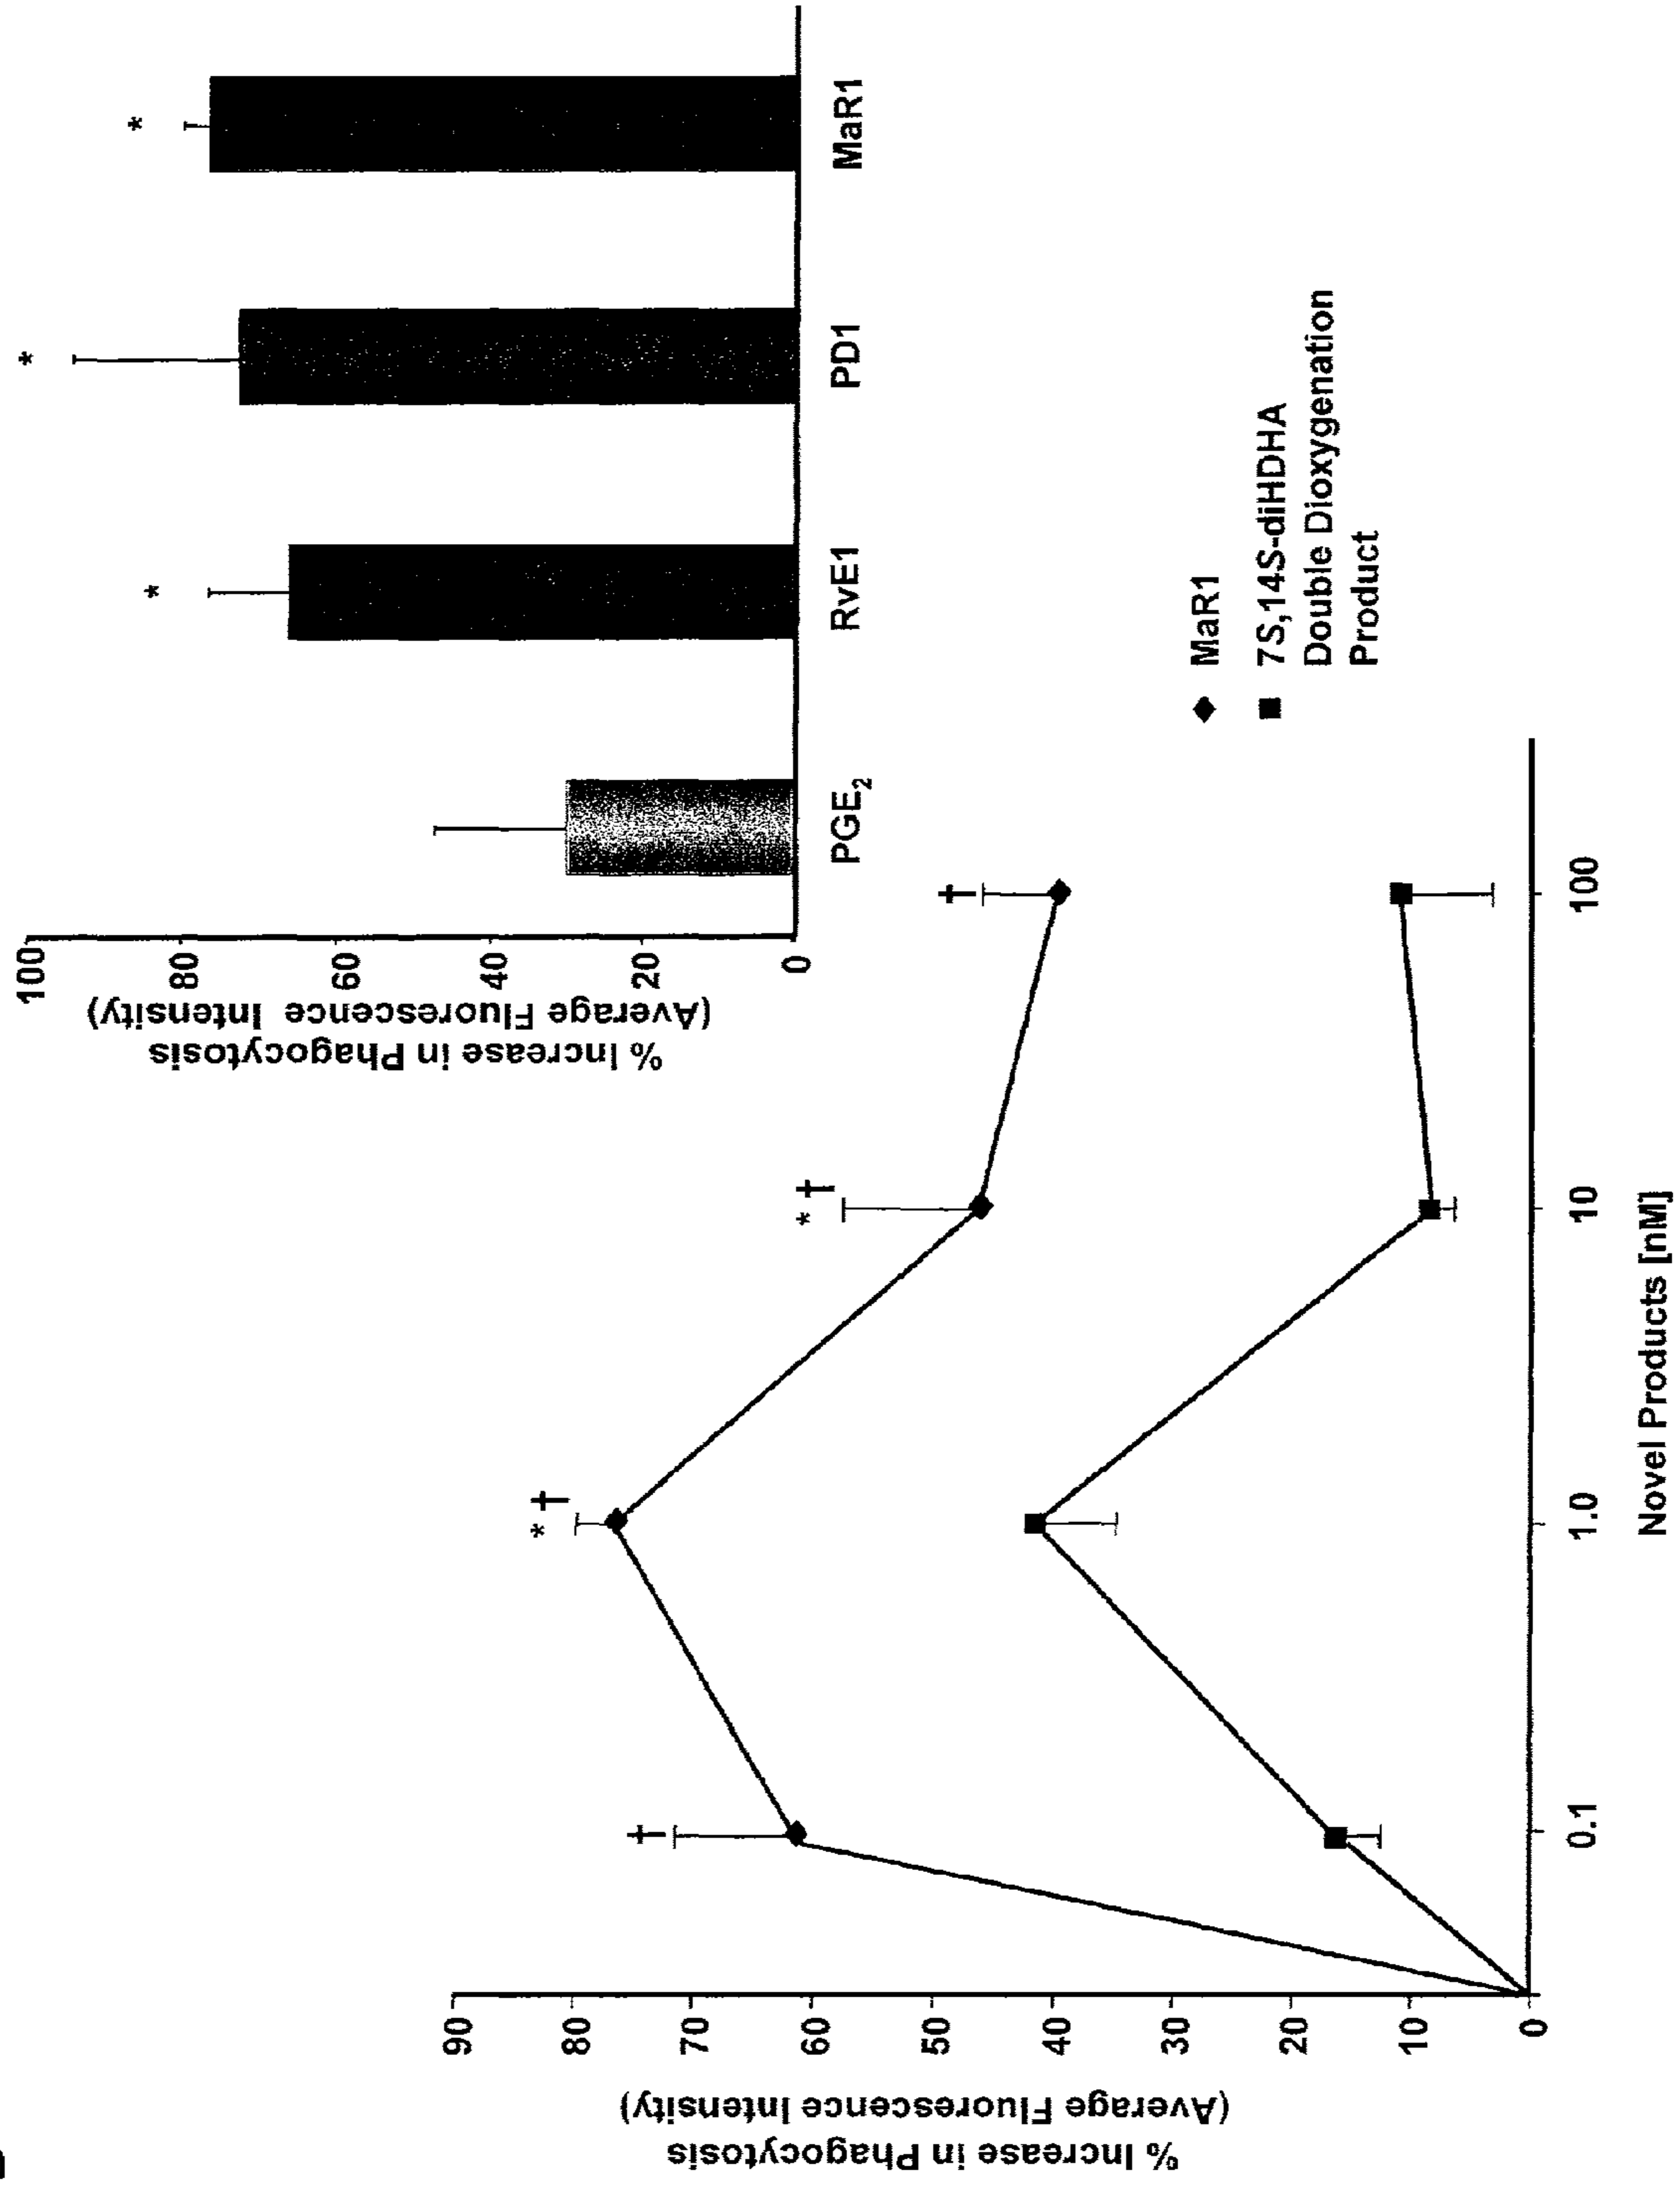 % Increase in Phagocytosis
(Average Fluorescence Intensity)
100
80
60
40
20
0
*
*
*
PGE2
RvE1
PD1
MaR1
% Increase in Phagocytosis
(Average Fluorescence Intensity)
90
80
70
60
50
40
30
20
10
0
†
*†
*†
†
0.1
1.0
10
100
Novel Products [nM]
MaR1
7S,14S-diHDHA
Double Dioxygenation
Product